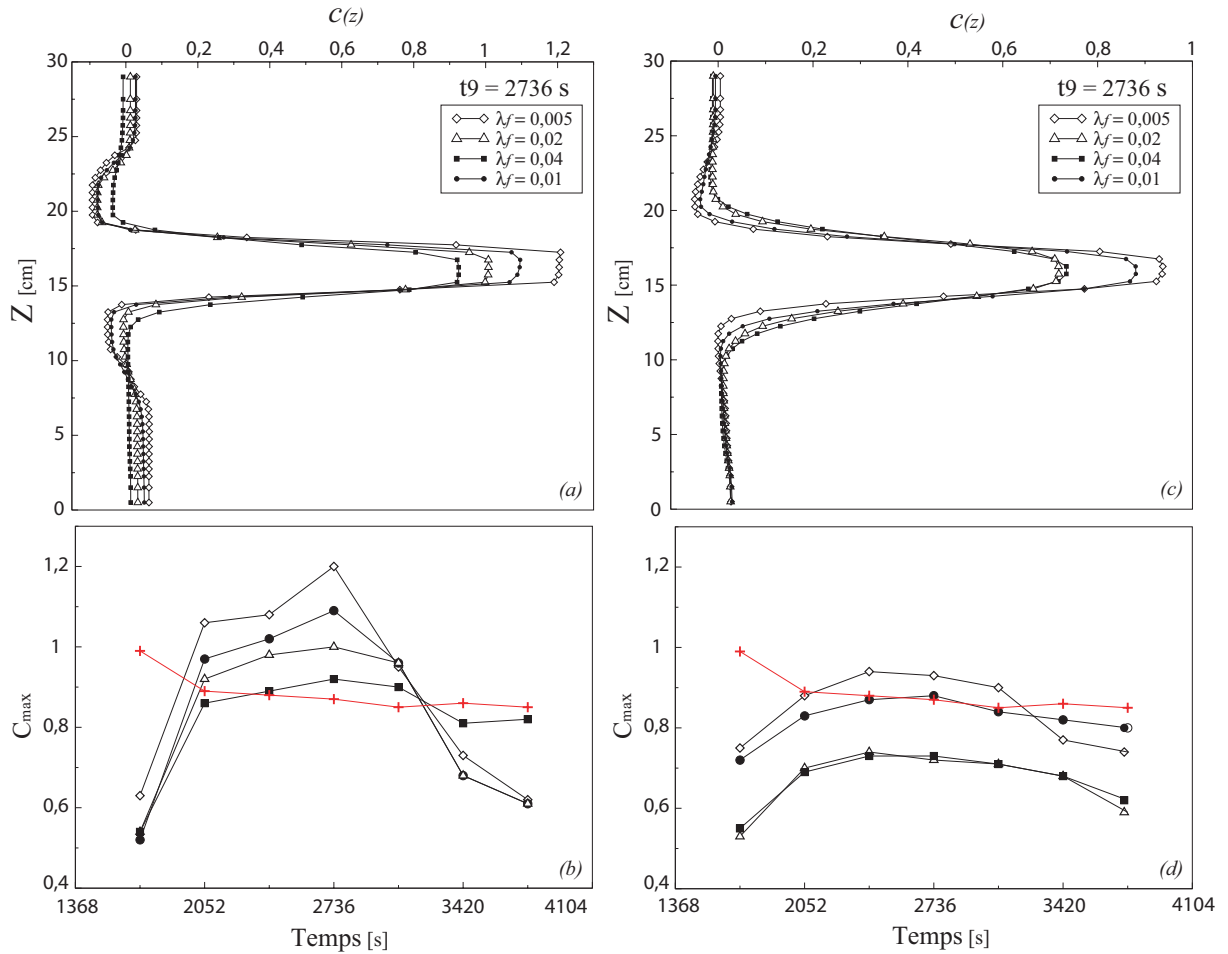 c(z)
0 0,2 0,4 0,6 0,8 1 1,2
30
25
20
15
10
5
0
Z [cm]
t9 = 2736 s
λf = 0,005
λf = 0,02
λf = 0,04
λf = 0,01
(a)
c(z)
0 0,2 0,4 0,6 0,8 1
30
25
20
15
10
5
0
Z [cm]
t9 = 2736 s
λf = 0,005
λf = 0,02
λf = 0,04
λf = 0,01
(c)
1,2
1
0,8
0,6
0,4
Cmax
(b)
1368 2052 2736 3420 4104
Temps [s]
1,2
1
0,8
0,6
0,4
Cmax
(d)
1368 2052 2736 3420 4104
Temps [s]